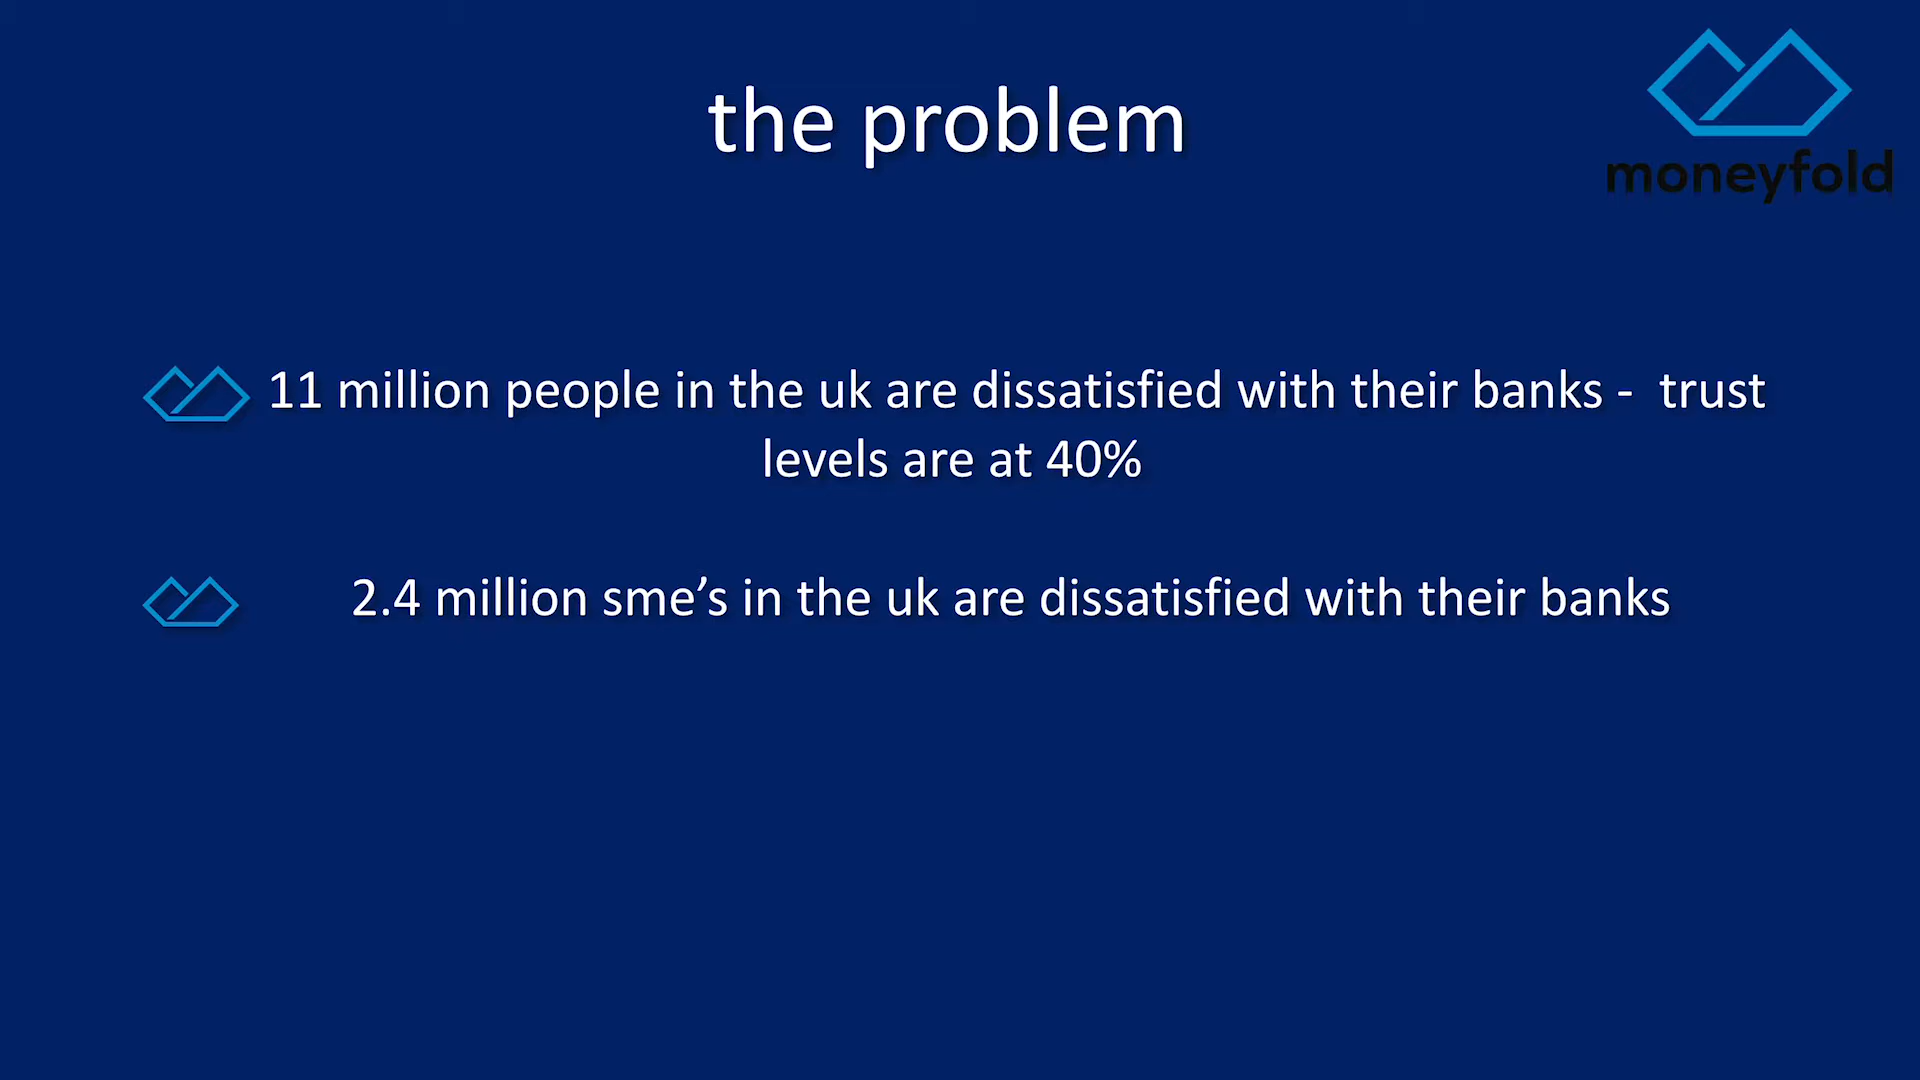 the problem
moneyfold
11 million people in the uk are dissatisfied with their banks -  trust
levels are at 40%
2.4 million sme’s in the uk are dissatisfied with their banks